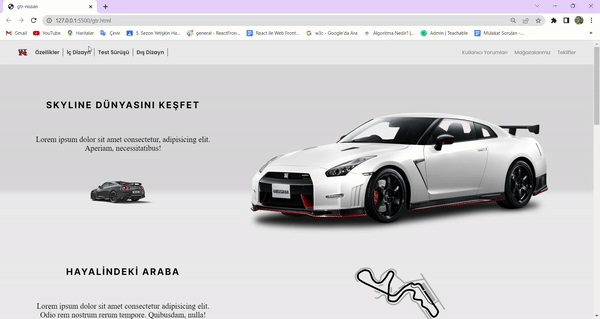 gtr-nissan
127.0.0.1:5500/gtr.html
Gmail YouTube Haritalar Çevir 5. Sezon Yetişkin Ha... general - ReactFron... React ile Web Front... w3o - Google'da Ara Algoritma Nedir? |... Admin | Teachable Mülakat Soruları -...
Özellikler İç Dizayn Test Sürüşü Dış Dizayn Kullanıcı Yorumları Mağazalarımız Teklifler
SKYLINE DÜNYASINI KEŞFET
Lorem ipsum dolor sit amet consectetur, adipisicing elit.
Aperiam, necessitatibus!
HAYALİNDEKİ ARABA
Lorem ipsum dolor sit amet consectetur adipisicing elit.
Odio rem nostrum rerum tempore. Quibusdam, nulla!